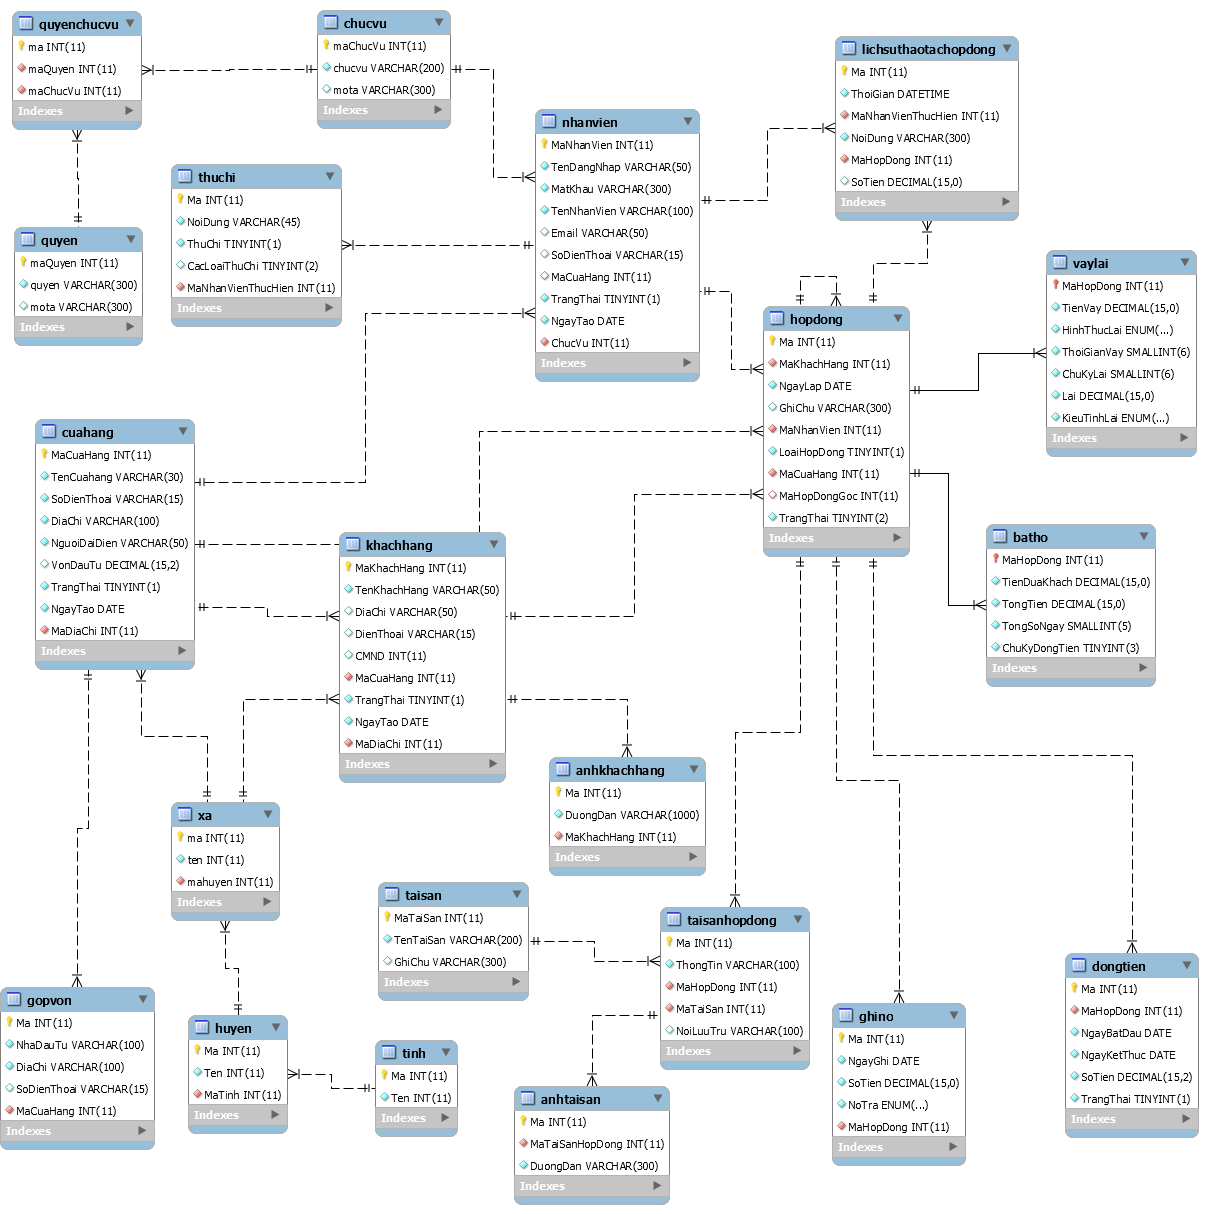 quyenchucvu
ma INT(11)
maQuyen INT(11)
maChucVu INT(11)
Indexes
chucvu
maChucVu INT(11)
chucvu VARCHAR(200)
mota VARCHAR(300)
Indexes
lichsuthaotachopdong
Ma INT(11)
ThoiGian DATETIME
MaNhanVienThucHien INT(11)
NoiDung VARCHAR(300)
MaHopDong INT(11)
SoTien DECIMAL(15,0)
Indexes
nhanvien
MaNhanVien INT(11)
TenDangNhap VARCHAR(50)
MatKhau VARCHAR(300)
TenNhanVien VARCHAR(100)
Email VARCHAR(50)
SoDienThoai VARCHAR(15)
MaCuaHang INT(11)
TrangThai TINYINT(1)
NgayTao DATE
ChucVu INT(11)
Indexes
thuchi
Ma INT(11)
NoiDung VARCHAR(45)
ThuChi TINYINT(1)
CacLoaiThuChi TINYINT(2)
MaNhanVienThucHien INT(11)
Indexes
quyen
maQuyen INT(11)
quyen VARCHAR(300)
mota VARCHAR(300)
Indexes
vaylai
MaHopDong INT(11)
TienVay DECIMAL(15,0)
HinhThucLai ENUM(...)
ThoiGianVay SMALLINT(6)
ChuKyLai SMALLINT(6)
Lai DECIMAL(15,0)
KieuTinhLai ENUM(...)
Indexes
hopdong
Ma INT(11)
MaKhachHang INT(11)
NgayLap DATE
GhiChu VARCHAR(300)
MaNhanVien INT(11)
LoaiHopDong TINYINT(1)
MaCuaHang INT(11)
MaHopDongGoc INT(11)
TrangThai TINYINT(2)
Indexes
cuahang
MaCuaHang INT(11)
TenCuahang VARCHAR(30)
SoDienThoai VARCHAR(15)
DiaChi VARCHAR(100)
NguoiDaiDien VARCHAR(50)
VonDauTu DECIMAL(15,2)
TrangThai TINYINT(1)
NgayTao DATE
MaDiaChi INT(11)
Indexes
khachhang
MaKhachHang INT(11)
TenKhachHang VARCHAR(50)
DiaChi VARCHAR(50)
DienThoai VARCHAR(15)
CMND INT(11)
MaCuaHang INT(11)
TrangThai TINYINT(1)
NgayTao DATE
MaDiaChi INT(11)
Indexes
batho
MaHopDong INT(11)
TienDuaKhach DECIMAL(15,0)
TongTien DECIMAL(15,0)
TongSoNgay SMALLINT(5)
ChuKyDongTien TINYINT(3)
Indexes
anhkhachhang
Ma INT(11)
DuongDan VARCHAR(1000)
MaKhachHang INT(11)
Indexes
xa
ma INT(11)
ten INT(11)
mahuyen INT(11)
Indexes
taisan
MaTaiSan INT(11)
TenTaiSan VARCHAR(200)
GhiChu VARCHAR(300)
Indexes
taisanhopdong
Ma INT(11)
ThongTin VARCHAR(100)
MaHopDong INT(11)
MaTaiSan INT(11)
NoiLuuTru VARCHAR(100)
Indexes
dongtien
Ma INT(11)
MaHopDong INT(11)
NgayBatDau DATE
NgayKetThuc DATE
SoTien DECIMAL(15,2)
TrangThai TINYINT(1)
Indexes
gopvon
Ma INT(11)
NhaDauTu VARCHAR(100)
DiaChi VARCHAR(100)
SoDienThoai VARCHAR(15)
MaCuaHang INT(11)
Indexes
huyen
Ma INT(11)
Ten INT(11)
MaTinh INT(11)
Indexes
tinh
Ma INT(11)
Ten INT(11)
Indexes
ghino
Ma INT(11)
NgayGhi DATE
SoTien DECIMAL(15,0)
NoTra ENUM(...)
MaHopDong INT(11)
Indexes
anhtaisan
Ma INT(11)
MaTaiSanHopDong INT(11)
DuongDan VARCHAR(300)
Indexes